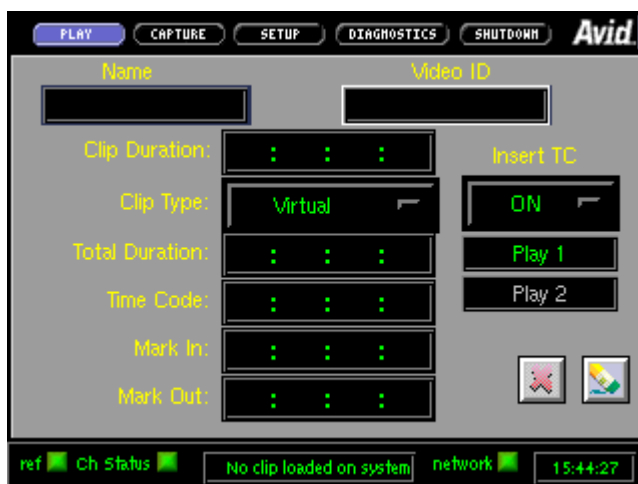 PLAY CAPTURE SETUP DIAGNOSTICS SHUTDOWN Avid.
Name Video ID
Clip Duration: : : : Insert TC
Clip Type: Virtual ON
Total Duration: : : : Play 1
Time Code: : : : Play 2
Mark In: : : :
Mark Out: : : :
ref Ch Status No clip loaded on system network 15:44:27